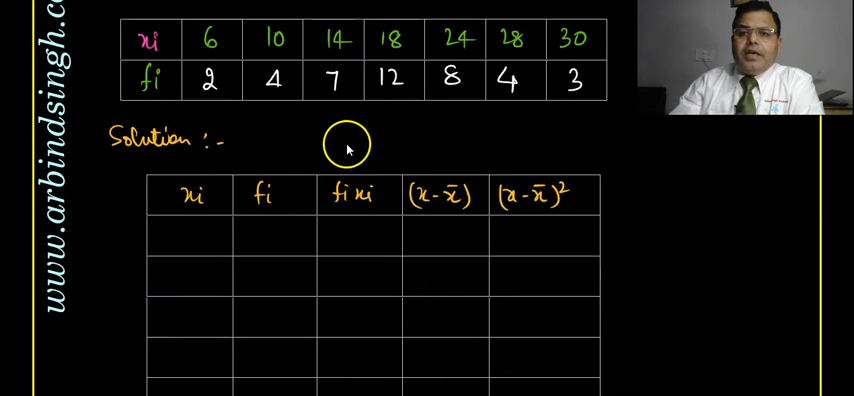 www.arbindsingh.c
xi 6 10 14 18 24 28 30
fi 2 4 7 12 8 4 3
Solution :-
xi fi fixi (x-x̄) (x-x̄)²